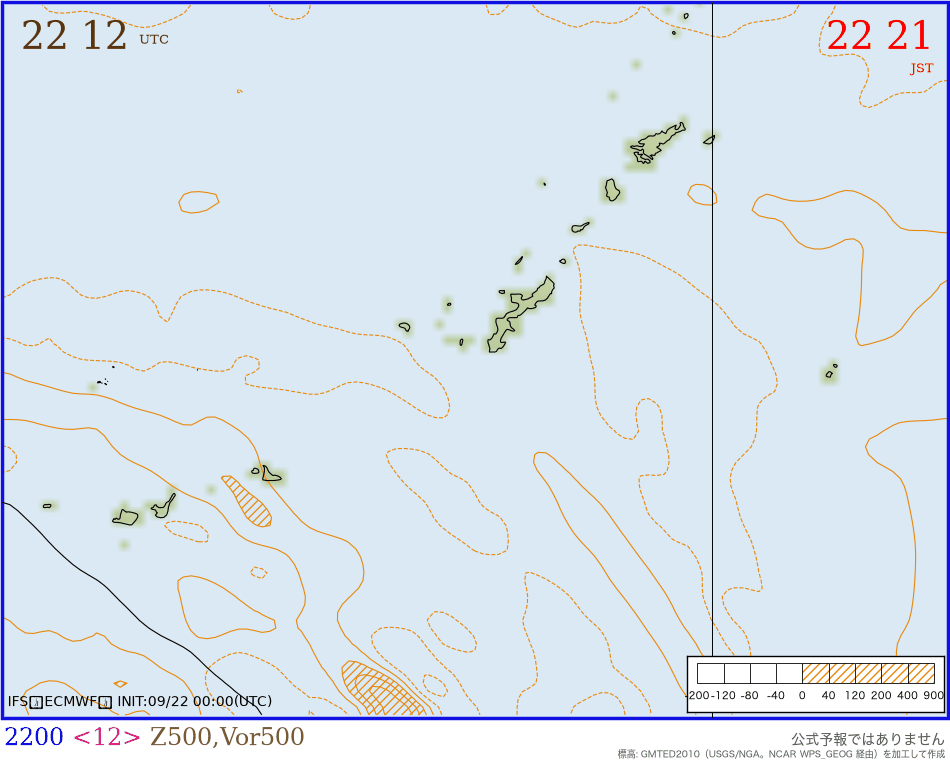 22 12 UTC
22 21
JST
-200 -120 -80 -40 0 40 120 200 400 900
IFS ECMWF INIT:09/22 00:00(UTC)
2200 <12> Z500,Vor500
公式予報ではありません
標高: GMTED2010（USGS/NGA。NCAR WPS_GEOG 経由）を加工して作成